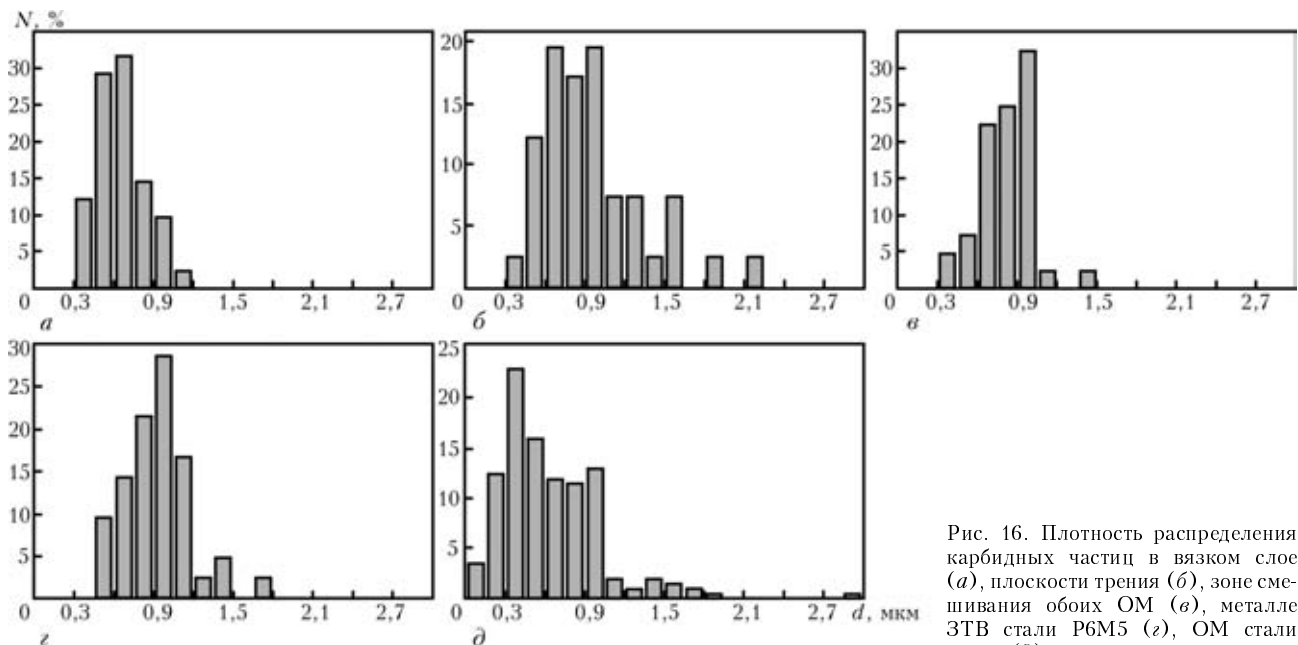 N, %
30
25
20
15
10
5
0
0,3 0,9 1,5 2,1 2,7
а
20
15
10
5
0
0,3 0,9 1,5 2,1 2,7
б
30
25
20
15
10
5
0
0,3 0,9 1,5 2,1 2,7
в
30
25
20
15
10
5
0
0,3 0,9 1,5 2,1 2,7
г
25
20
15
10
5
0
0,3 0,9 1,5 2,1 2,7 d, мкм
д
Рис. 16. Плотность распределения
карбидных частиц в вязком слое
(а), плоскости трения (б), зоне сме-
шивания обоих ОМ (в), металле
ЗТВ стали Р6М5 (г), ОМ стали